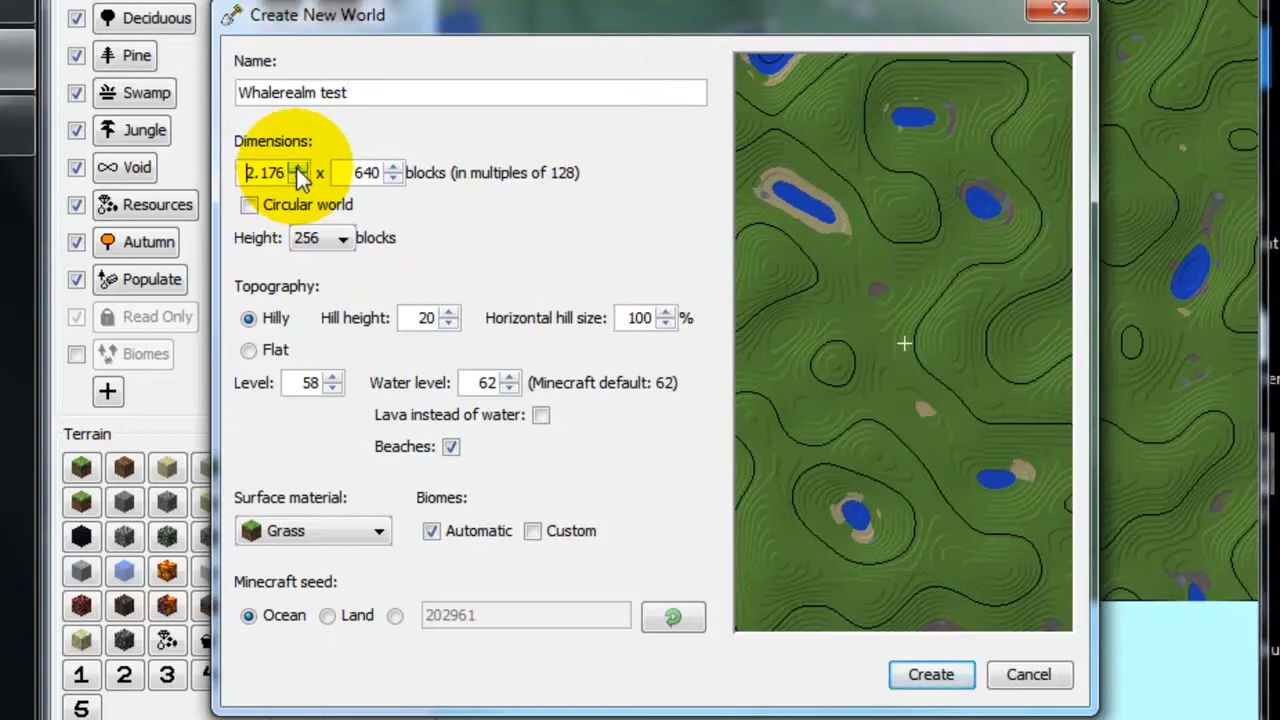 Deciduous
Pine
Swamp
Jungle
Void
Resources
Autumn
Populate
Read Only
Biomes
Terrain
1 2 3
5
Create New World
Name:
Whalerealm test
Dimensions:
2.176 x 640 blocks (in multiples of 128)
Circular world
Height: 256 blocks
Topography:
Hilly Hill height: 20 Horizontal hill size: 100 %
Flat
Level: 58 Water level: 62 (Minecraft default: 62)
Lava instead of water:
Beaches:
Surface material: Biomes:
Grass Automatic Custom
Minecraft seed:
Ocean Land 202961
Create Cancel